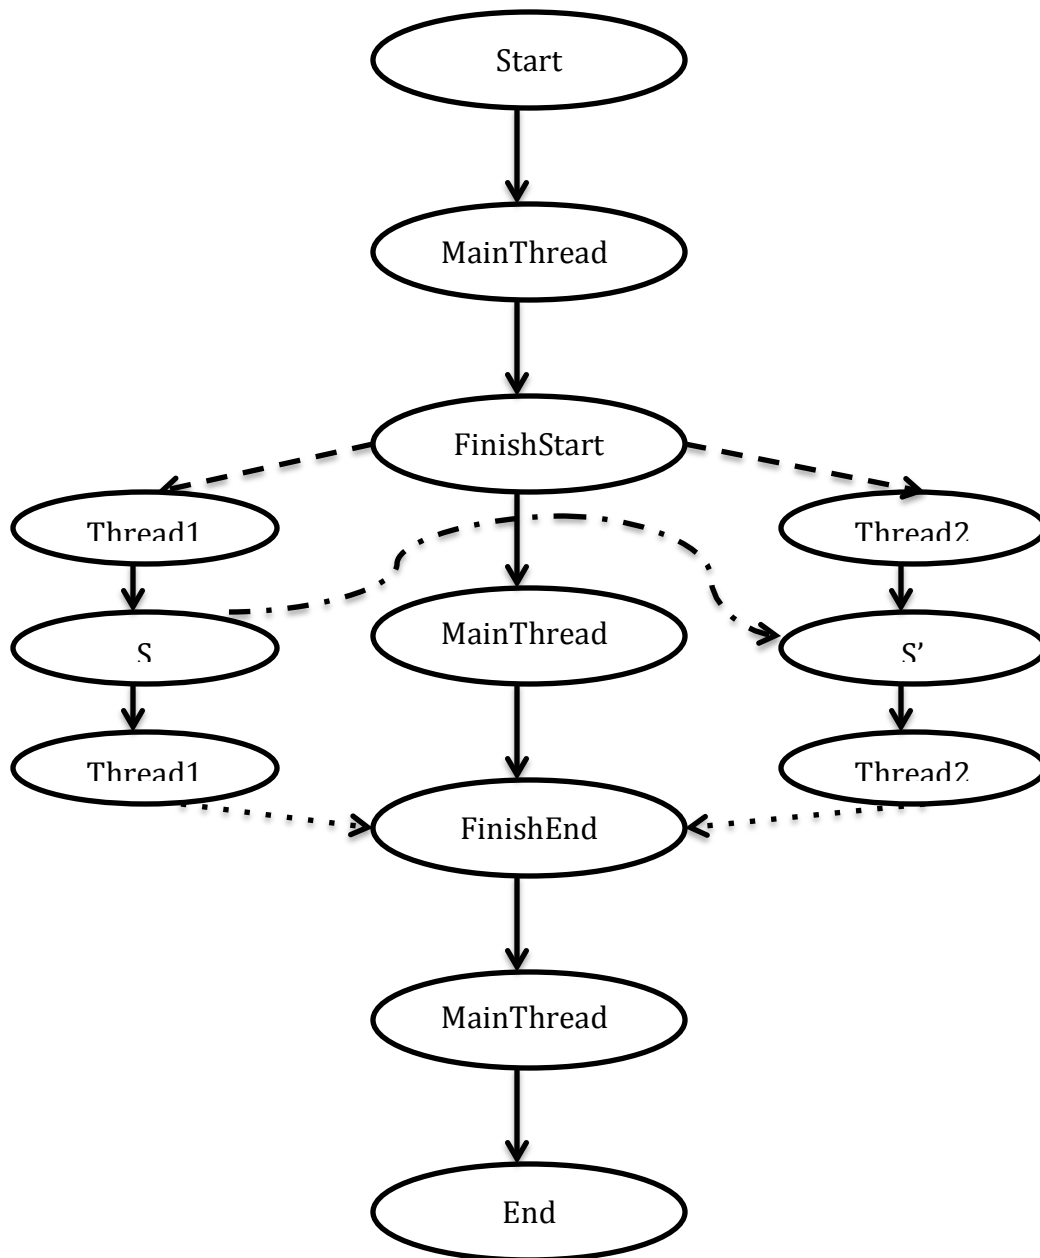 Start
MainThread
FinishStart
Thread1
Thread2
S
MainThread
S’
Thread1
Thread2
FinishEnd
MainThread
End